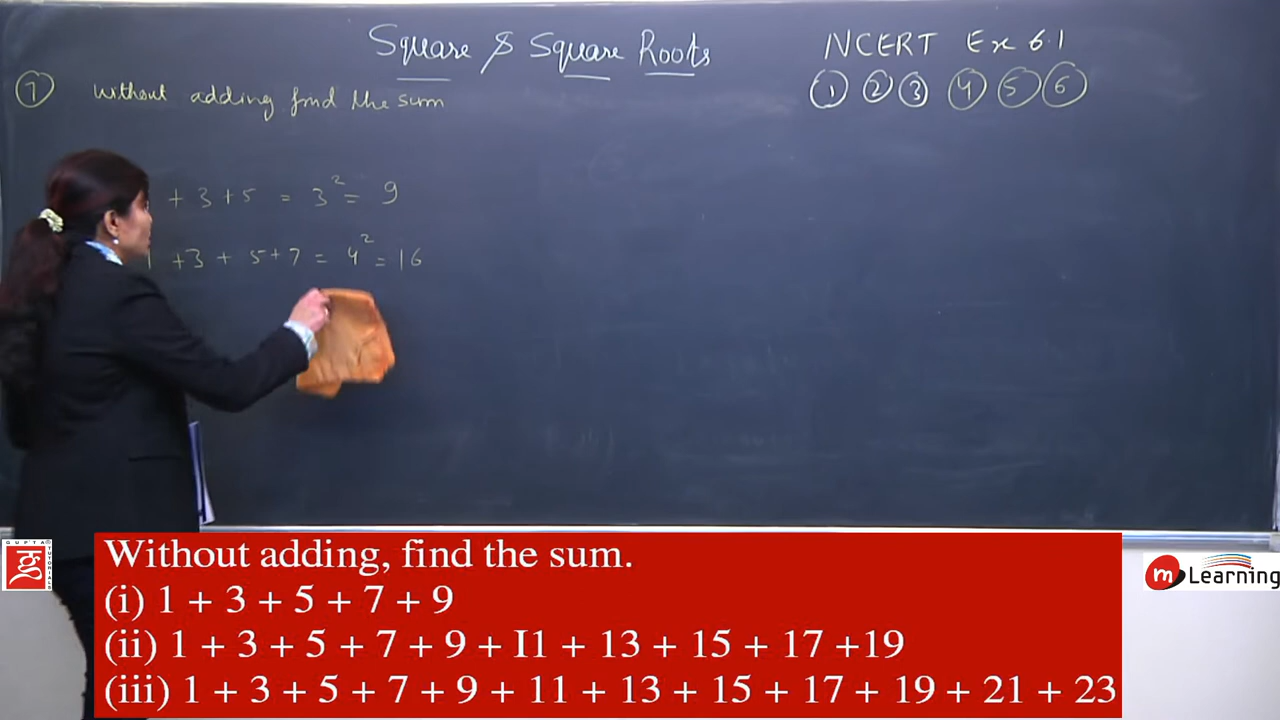 Square & Square Roots
NCERT Ex 6.1
① ② ③ ④ ⑤ ⑥
⑦ Without adding find the sum
+ 3 + 5 = 3² = 9
1 + 3 + 5 + 7 = 4² = 16
Without adding, find the sum.
(i) 1 + 3 + 5 + 7 + 9
(ii) 1 + 3 + 5 + 7 + 9 + I1 + 13 + 15 + 17 +19
(iii) 1 + 3 + 5 + 7 + 9 + 11 + 13 + 15 + 17 + 19 + 21 + 23
GUPTA TUTORIALS
m Learning